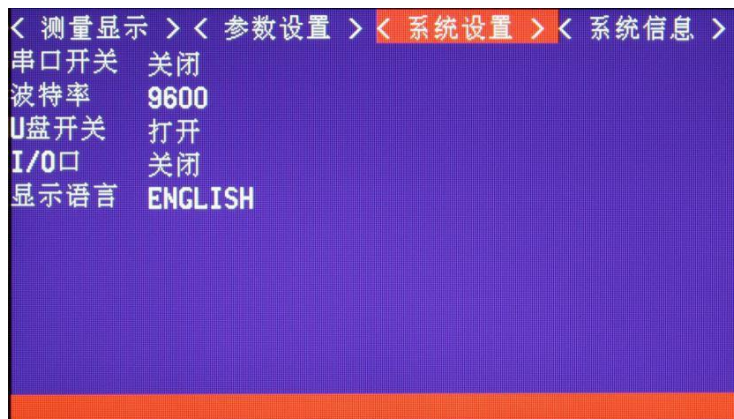 < 测量显示 > < 参数设置 > < 系统设置 > < 系统信息 >
串口开关 关闭
波特率 9600
U盘开关 打开
I/O口 关闭
显示语言 ENGLISH